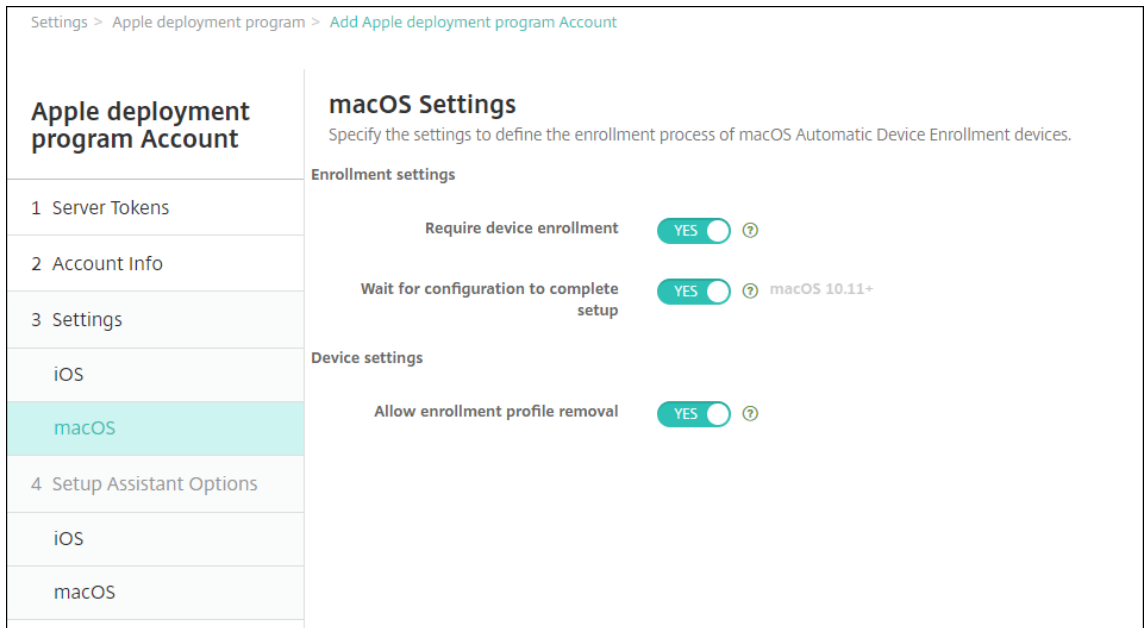 Settings > Apple deployment program > Add Apple deployment program Account
Apple deployment
program Account
1 Server Tokens
2 Account Info
3 Settings
iOS
macOS
4 Setup Assistant Options
iOS
macOS
macOS Settings
Specify the settings to define the enrollment process of macOS Automatic Device Enrollment devices.
Enrollment settings
Require device enrollment YES ?
Wait for configuration to complete
setup YES ? macOS 10.11+
Device settings
Allow enrollment profile removal YES ?